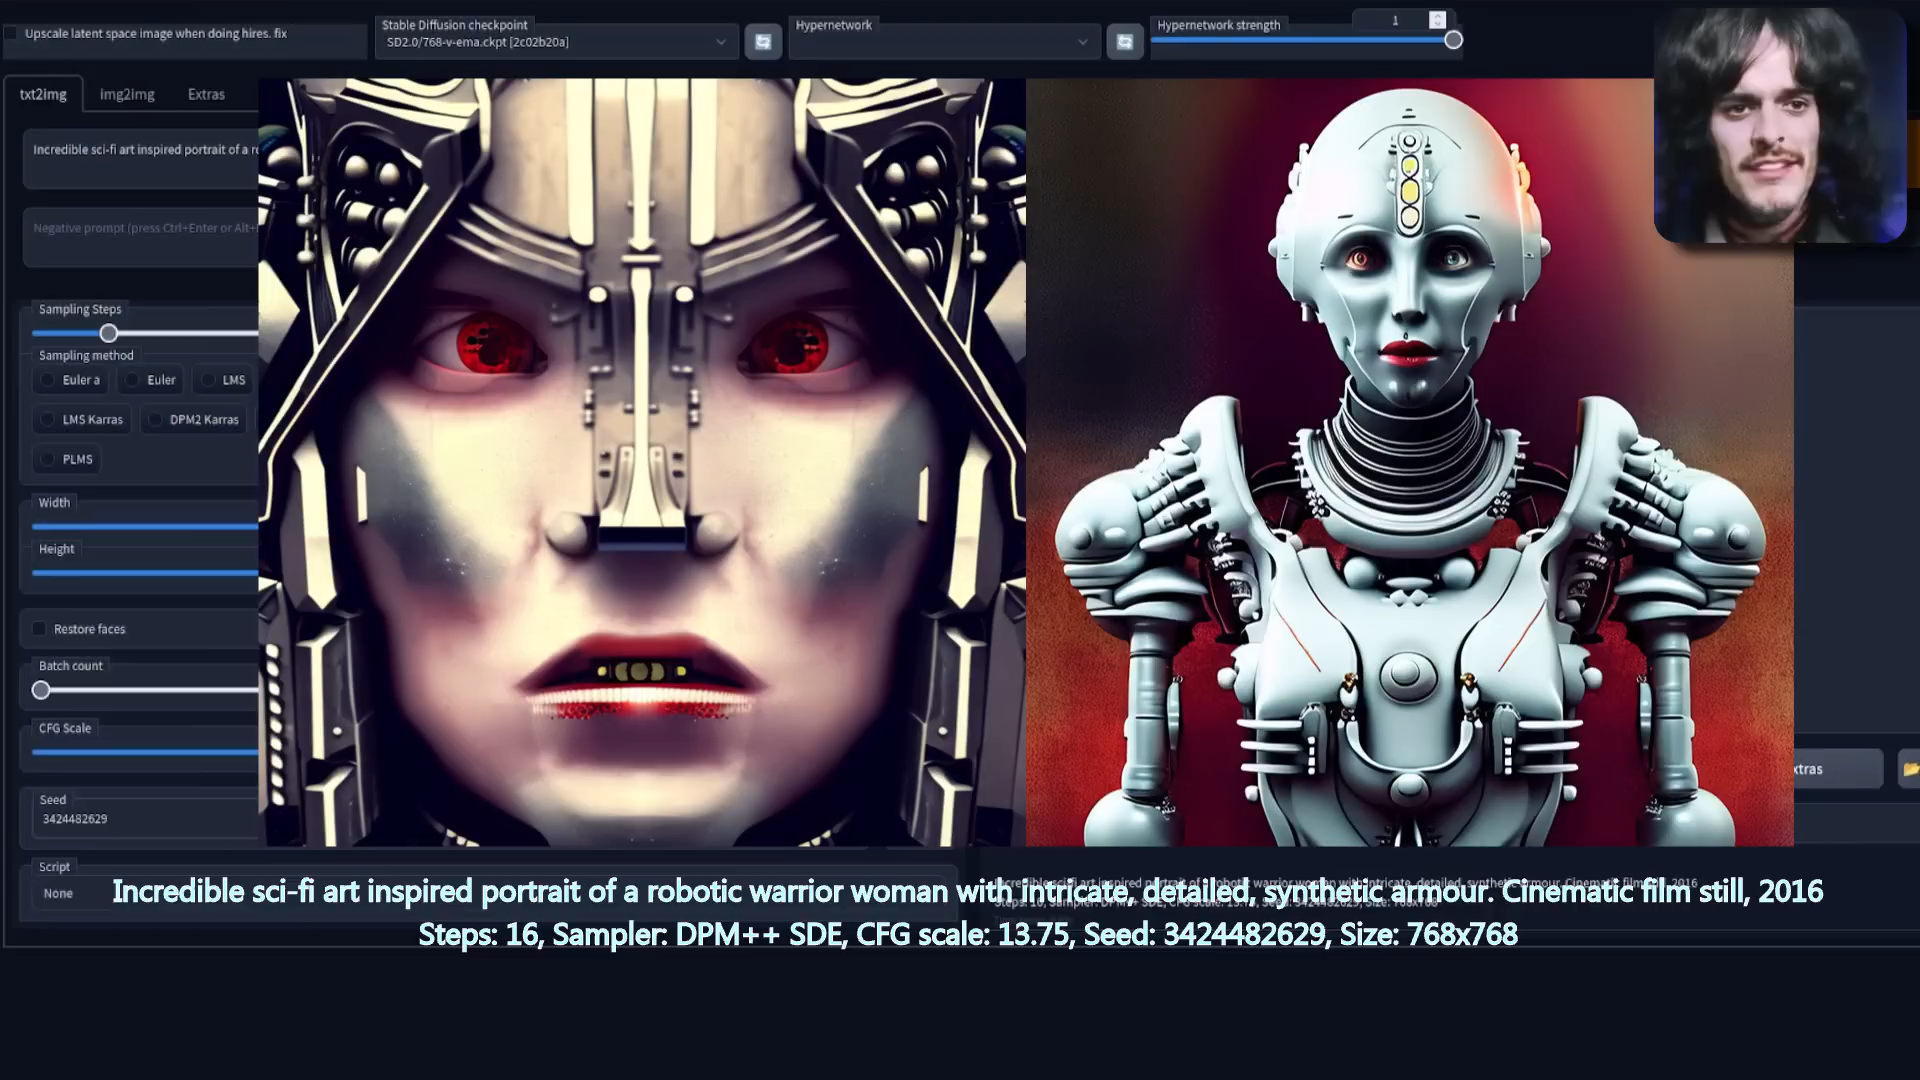 Upscale latent space image when doing hires. fix
Stable Diffusion checkpoint
SD2.0/768-v-ema.ckpt [2c02b20a]
Hypernetwork
Hypernetwork strength
1
txt2img
img2img
Extras
Incredible sci-fi art inspired portrait of a
Negative prompt (press Ctrl+Enter or Alt+
Sampling Steps
Sampling method
Euler a
Euler
LMS
LMS Karras
DPM2 Karras
PLMS
Width
Height
Restore faces
Batch count
CFG Scale
Seed
3424482629
xtras
Script
None
Incredible sci-fi art inspired portrait of a robotic warrior woman with Intricate, detailed, synthetic armour. Cinematic film still, 2016
Steps: 16, Sampler: DPM++ SDE, CFG scale: 13.75, Seed: 3424482629, Size: 768x768